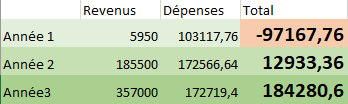 Revenus Dépenses Total
Année 1 5950 103117,76 -97167,76
Année 2 185500 172566,64 12933,36
Année3 357000 172719,4 184280,6